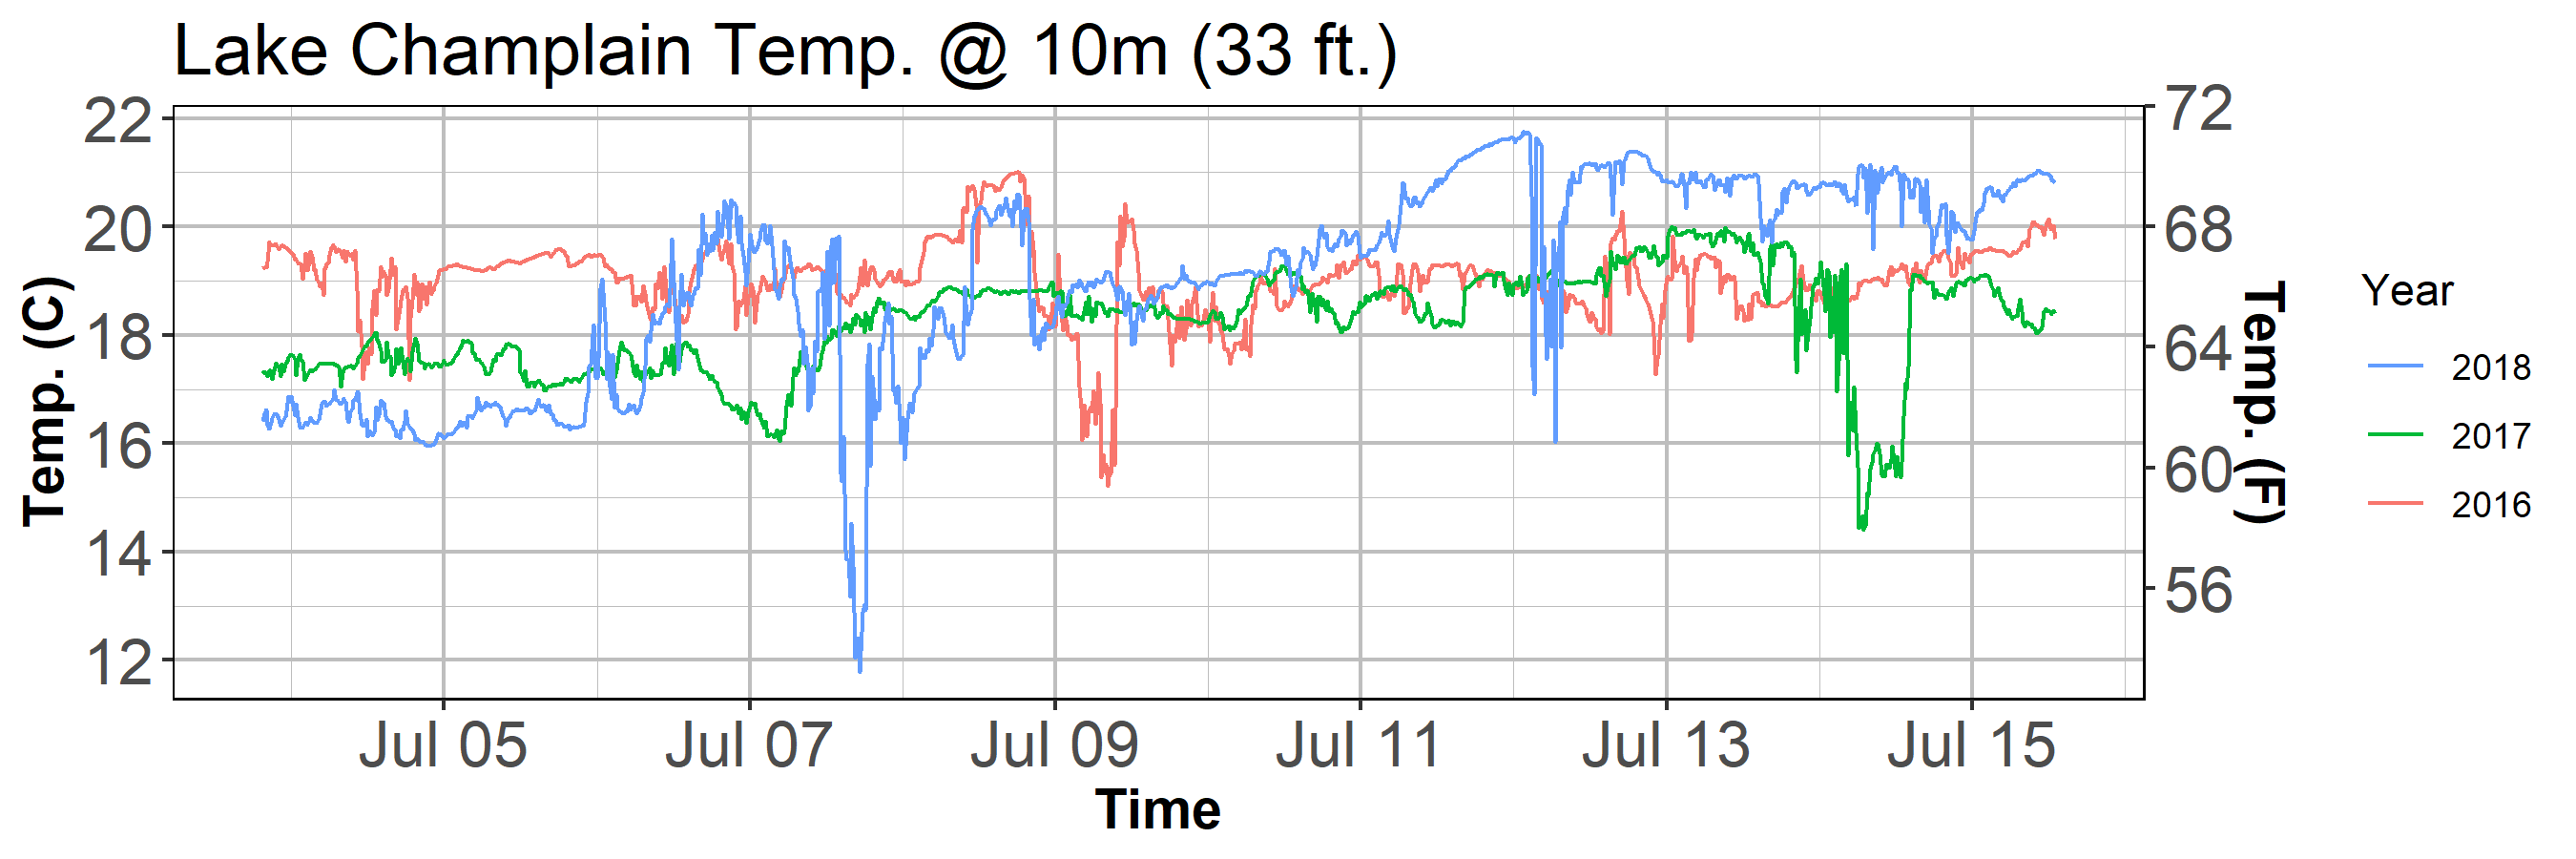 Lake Champlain Temp. @ 10m (33 ft.)
22
20
18
16
14
12
Temp. (C)
72
68
64
60
56
Temp. (F)
Jul 05
Jul 07
Jul 09
Jul 11
Jul 13
Jul 15
Time
Year
2018
2017
2016